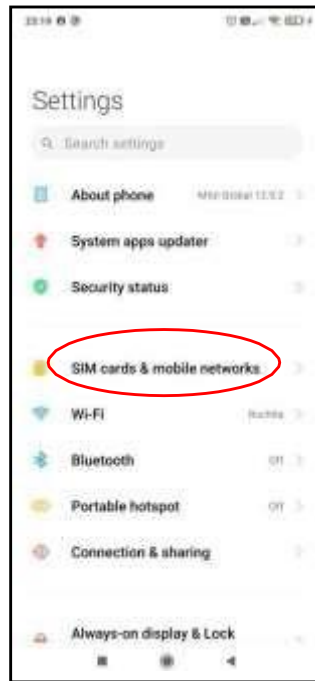 Settings
Search settings
About phone
System apps updater
Security status
SIM cards & mobile networks
Wi-Fi
Bluetooth Off
Portable hotspot Off
Connection & sharing
Always-on display & Lock